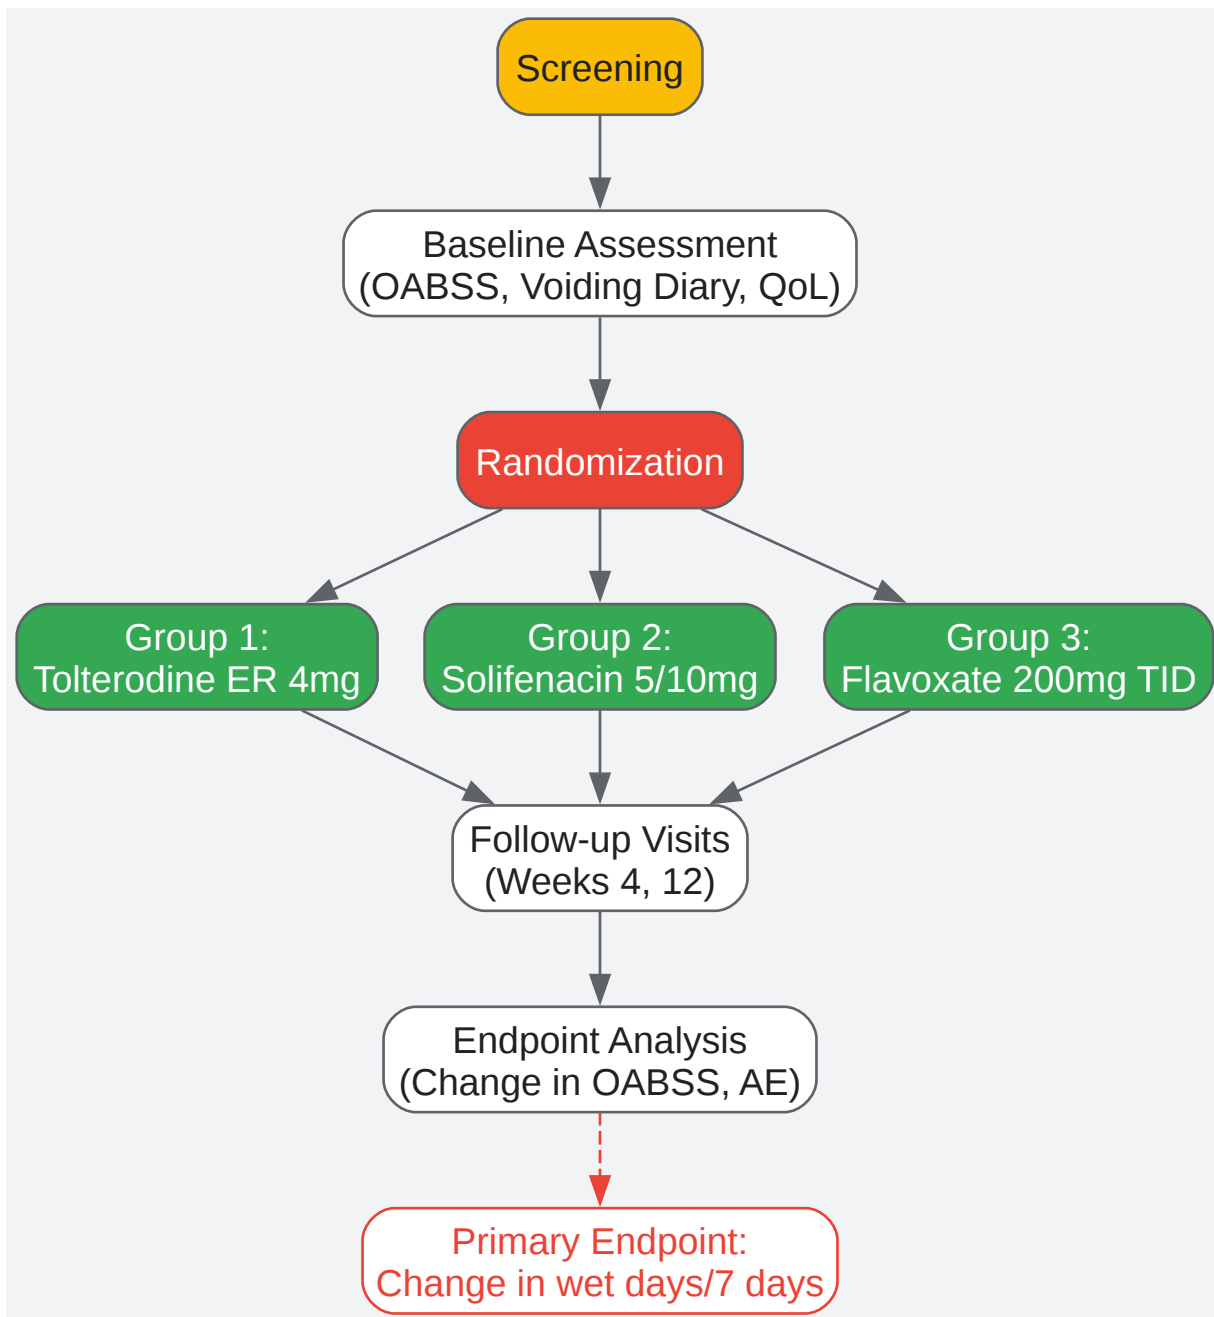 Screening
Baseline Assessment
(OABSS, Voiding Diary, QoL)
Randomization
Group 1:
Tolterodine ER 4mg
Group 2:
Solifenacin 5/10mg
Group 3:
Flavoxate 200mg TID
Follow-up Visits
(Weeks 4, 12)
Endpoint Analysis
(Change in OABSS, AE)
Primary Endpoint:
Change in wet days/7 days